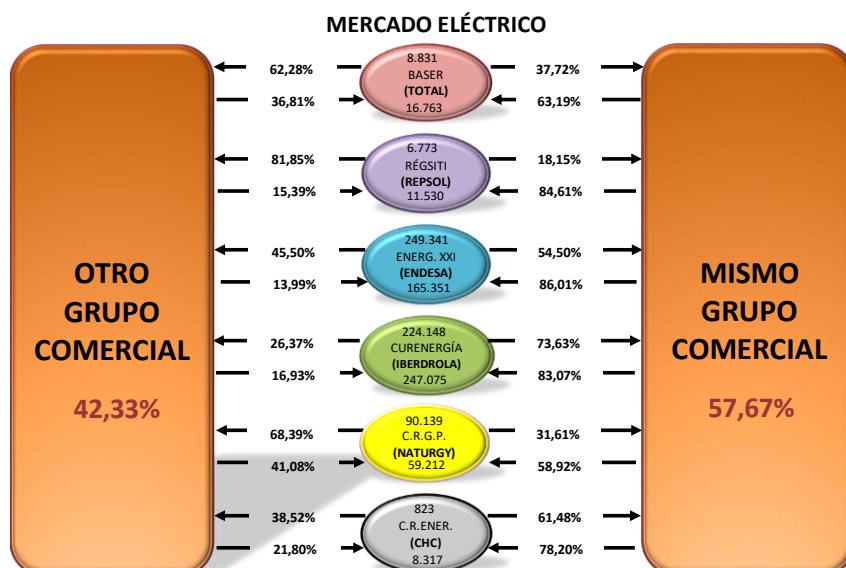 MERCADO ELÉCTRICO
OTRO
GRUPO
COMERCIAL
42,33%
62,28%
36,81%
8.831
BASER
(TOTAL)
16.763
37,72%
63,19%
81,85%
15,39%
6.773
RÉGSITI
(REPSOL)
11.530
18,15%
84,61%
45,50%
13,99%
249.341
ENERG. XXI
(ENDESA)
165.351
54,50%
86,01%
26,37%
16,93%
224.148
CURENERGÍA
(IBERDROLA)
247.075
73,63%
83,07%
68,39%
41,08%
90.139
C.R.G.P.
(NATURGY)
59.212
31,61%
58,92%
38,52%
21,80%
823
C.R.ENER.
(CHC)
8.317
61,48%
78,20%
MISMO
GRUPO
COMERCIAL
57,67%